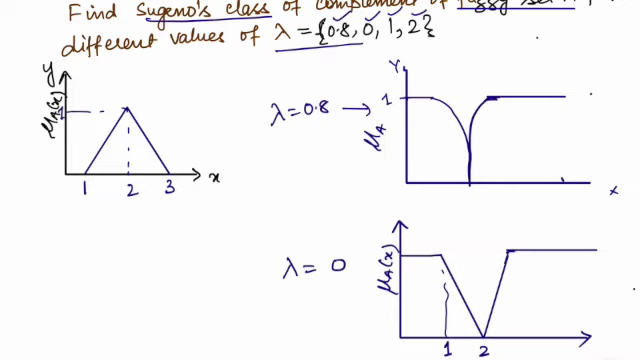 Find Sugeno's class of complement of fuzzy set
different values of λ = {0.8, 0, 1, 2}
y
μA(x)
1
1 2 3 x
λ = 0.8 →
Y
1
μA
x
λ = 0
μA(x)
1 2